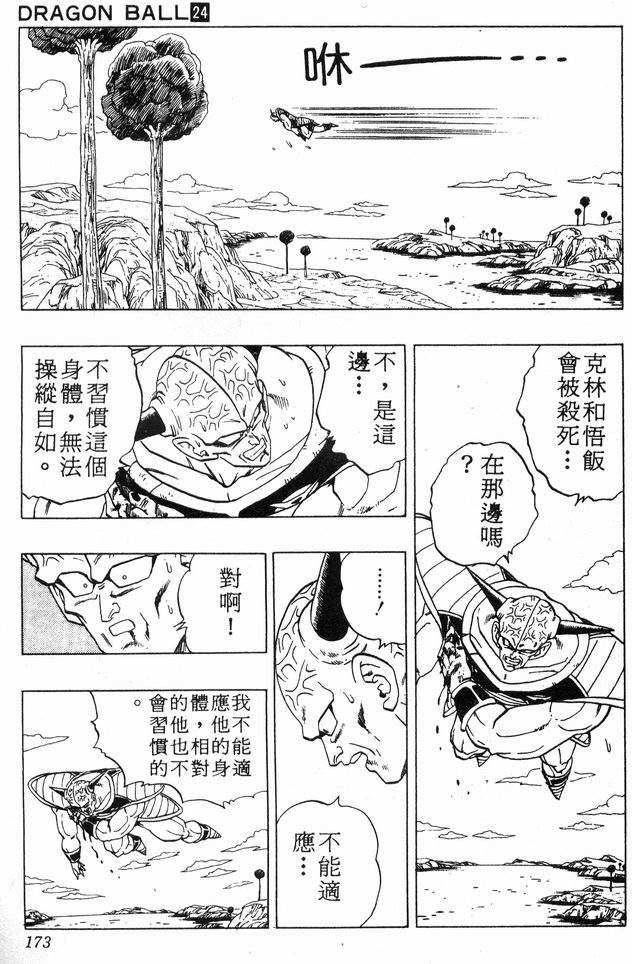 DRAGON BALL 24
咻
克林和悟飯
會被殺死…
在那邊嗎
?
不，是這
邊…
不習慣這個
身體，無法
操縱自如。
……!
不能適
應…
對啊!
我不能適
應他的身
體，相對
的他也不
會習慣的
。
173